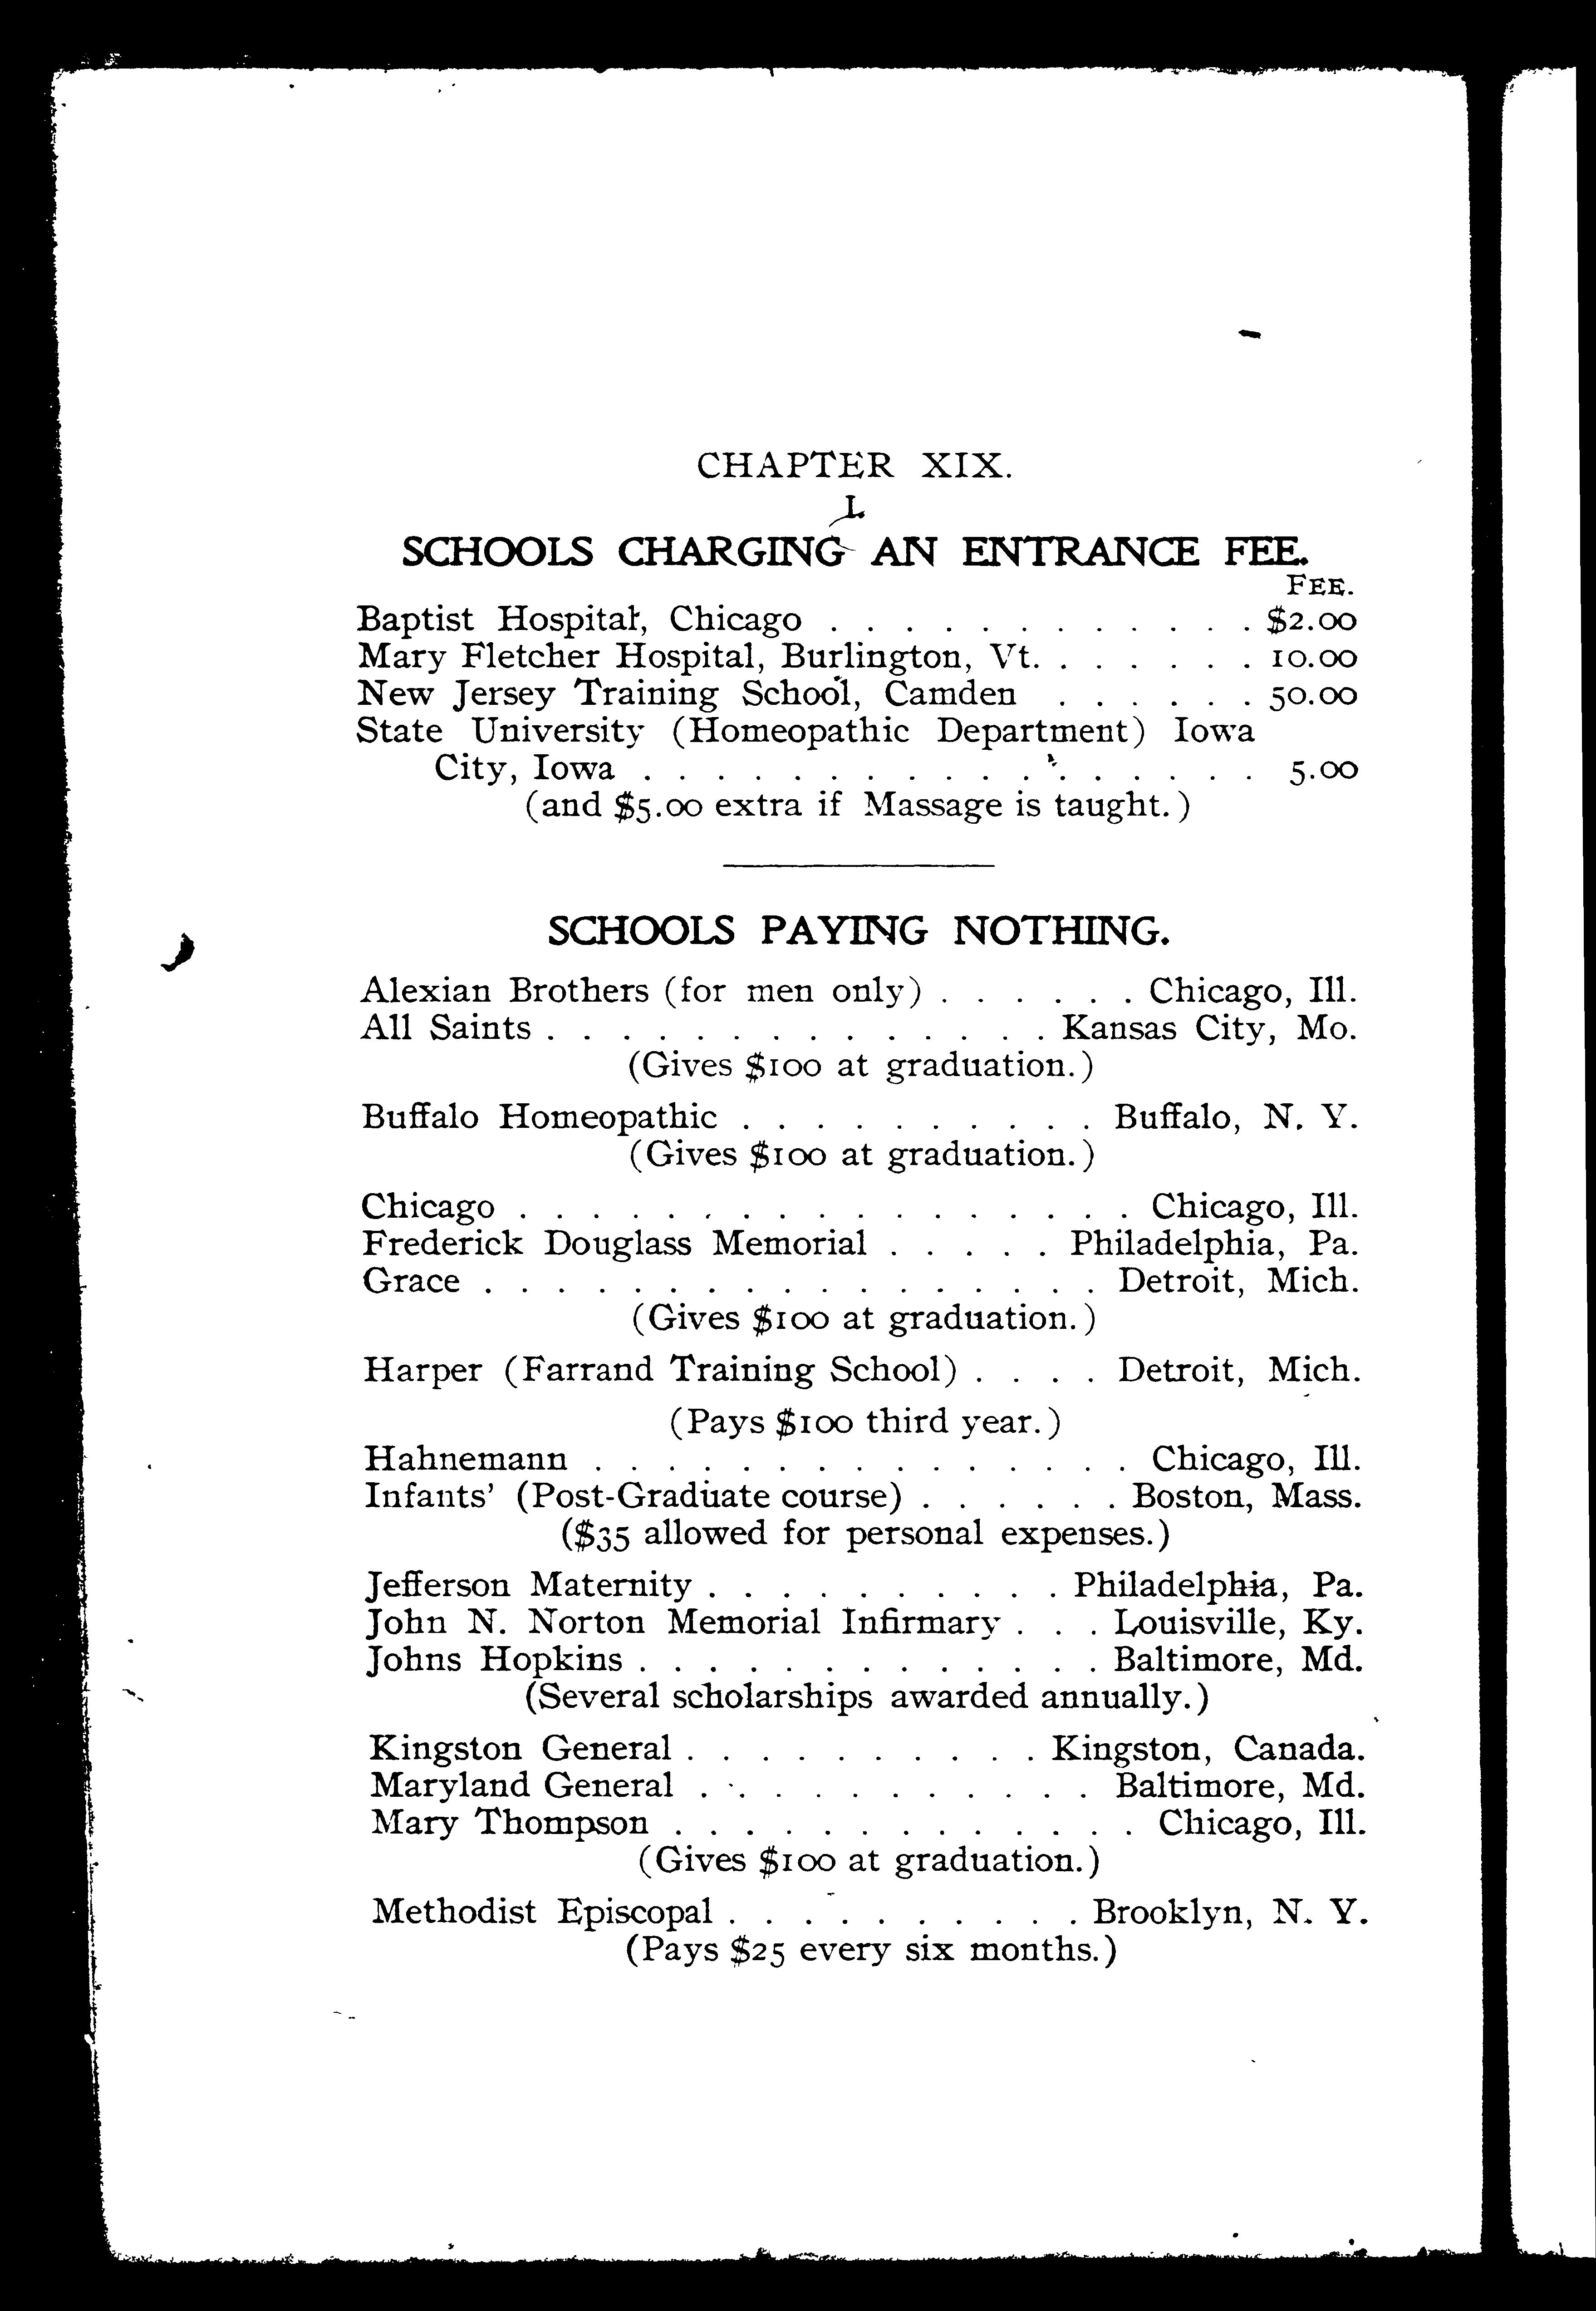 CHAPTER XIX.
SCHOOLS CHARGING AN ENTRANCE FEE.
FEE.
Baptist Hospital, Chicago . . . . . . . . . . . . $2.00
Mary Fletcher Hospital, Burlington, Vt. . . . . . . 10.00
New Jersey Training School, Camden . . . . . . 50.00
State University (Homeopathic Department) Iowa
City, Iowa . . . . . . . . . . . . . . . . . 5.00
(and $5.00 extra if Massage is taught.)
SCHOOLS PAYING NOTHING.
Alexian Brothers (for men only) . . . . . . Chicago, Ill.
All Saints . . . . . . . . . . . . . . Kansas City, Mo.
(Gives $100 at graduation.)
Buffalo Homeopathic . . . . . . . . . . Buffalo, N. Y.
(Gives $100 at graduation.)
Chicago . . . . . . . . . . . . . . . . . Chicago, Ill.
Frederick Douglass Memorial . . . . . Philadelphia, Pa.
Grace . . . . . . . . . . . . . . . . . Detroit, Mich.
(Gives $100 at graduation.)
Harper (Farrand Training School) . . . . Detroit, Mich.
(Pays $100 third year.)
Hahnemann . . . . . . . . . . . . . . . Chicago, Ill.
Infants' (Post-Graduate course) . . . . . . Boston, Mass.
($35 allowed for personal expenses.)
Jefferson Maternity . . . . . . . . . . Philadelphia, Pa.
John N. Norton Memorial Infirmary . . . Louisville, Ky.
Johns Hopkins . . . . . . . . . . . . . Baltimore, Md.
(Several scholarships awarded annually.)
Kingston General . . . . . . . . . . Kingston, Canada.
Maryland General . . . . . . . . . . . Baltimore, Md.
Mary Thompson . . . . . . . . . . . . . Chicago, Ill.
(Gives $100 at graduation.)
Methodist Episcopal . . . . . . . . . . Brooklyn, N. Y.
(Pays $25 every six months.)